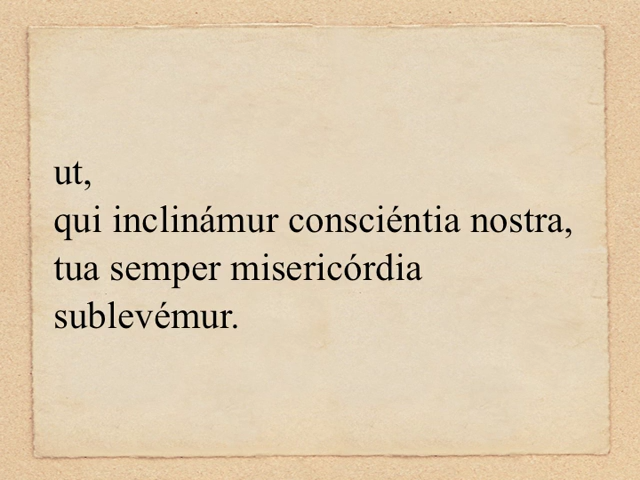 ut,
qui inclinámur consciéntia nostra,
tua semper misericórdia
sublevémur.